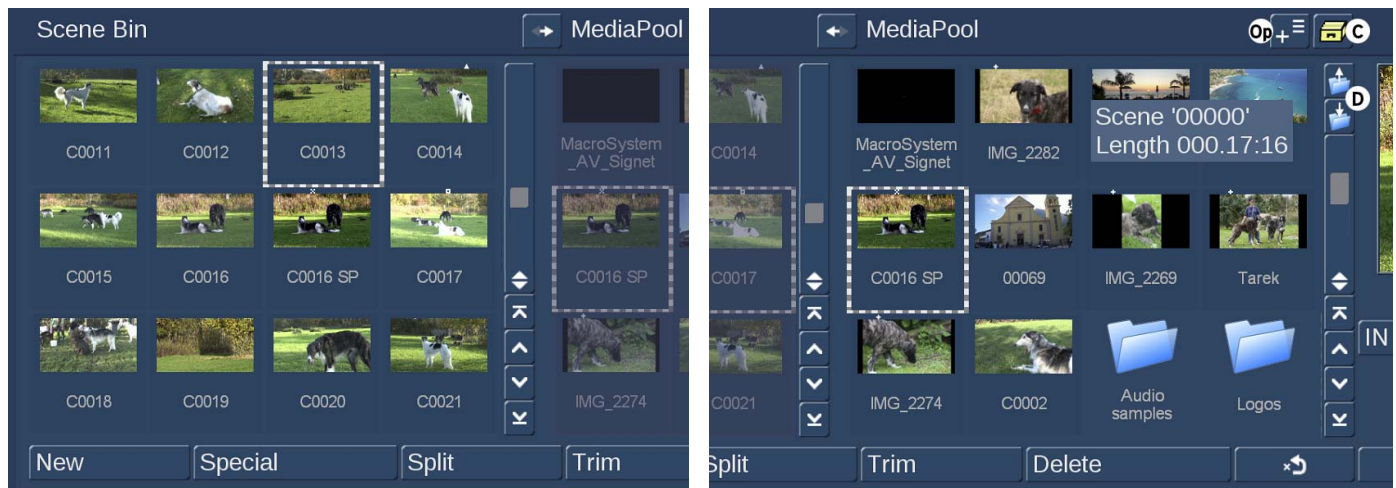 Scene Bin
MediaPool
C0011
C0012
C0013
C0014
MacroSystem
_AV_Signet
C0015
C0016
C0016 SP
C0017
C0016 SP
C0018
C0019
C0020
C0021
IMG_2274
New
Special
Split
Trim
MediaPool
Op
C
C0014
MacroSystem
_AV_Signet
IMG_2282
Scene '00000'
Length 000.17:16
D
C0017
C0016 SP
00069
IMG_2269
Tarek
IN
C0021
IMG_2274
C0002
Audio
samples
Logos
Split
Trim
Delete